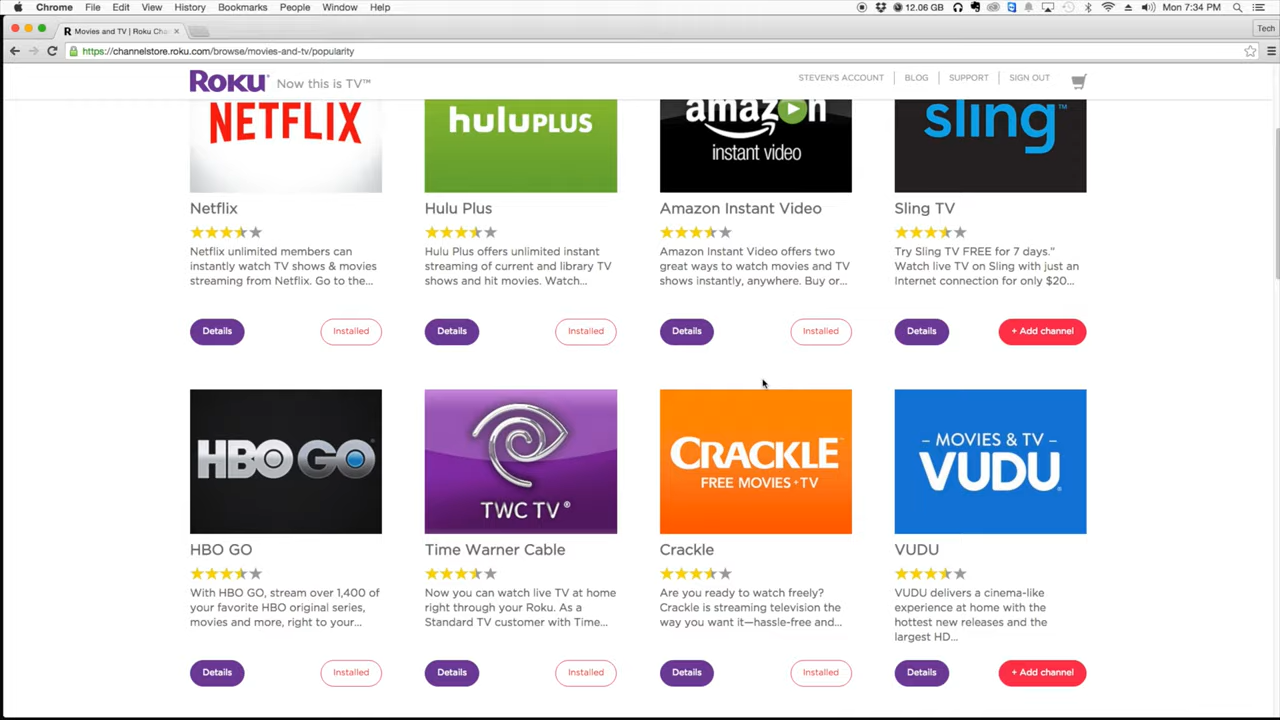 Chrome File Edit View History Bookmarks People Window Help 12.06 GB Mon 7:34 PM
R Movies and TV | Roku Cha × Tech
https://channelstore.roku.com/browse/movies-and-tv/popularity
ROKU Now this is TV™ STEVEN'S ACCOUNT BLOG SUPPORT SIGN OUT
NETFLIX
huluPLUS
amazon
instant video
sling™
Netflix
Netflix unlimited members can
instantly watch TV shows & movies
streaming from Netflix. Go to the...
Details Installed
Hulu Plus
Hulu Plus offers unlimited instant
streaming of current and library TV
shows and hit movies. Watch...
Details Installed
Amazon Instant Video
Amazon Instant Video offers two
great ways to watch movies and TV
shows instantly, anywhere. Buy or...
Details Installed
Sling TV
Try Sling TV FREE for 7 days."
Watch live TV on Sling with just an
Internet connection for only $20...
Details + Add channel
HBO GO®
TWC TV®
CRACKLE™
FREE MOVIES + TV
– MOVIES & TV –
VUDU®
HBO GO
With HBO GO, stream over 1,400 of
your favorite HBO original series,
movies and more, right to your...
Details Installed
Time Warner Cable
Now you can watch live TV at home
right through your Roku. As a
Standard TV customer with Time...
Details Installed
Crackle
Are you ready to watch freely?
Crackle is streaming television the
way you want it—hassle-free and...
Details Installed
VUDU
VUDU delivers a cinema-like
experience at home with the
hottest new releases and the
largest HD...
Details + Add channel